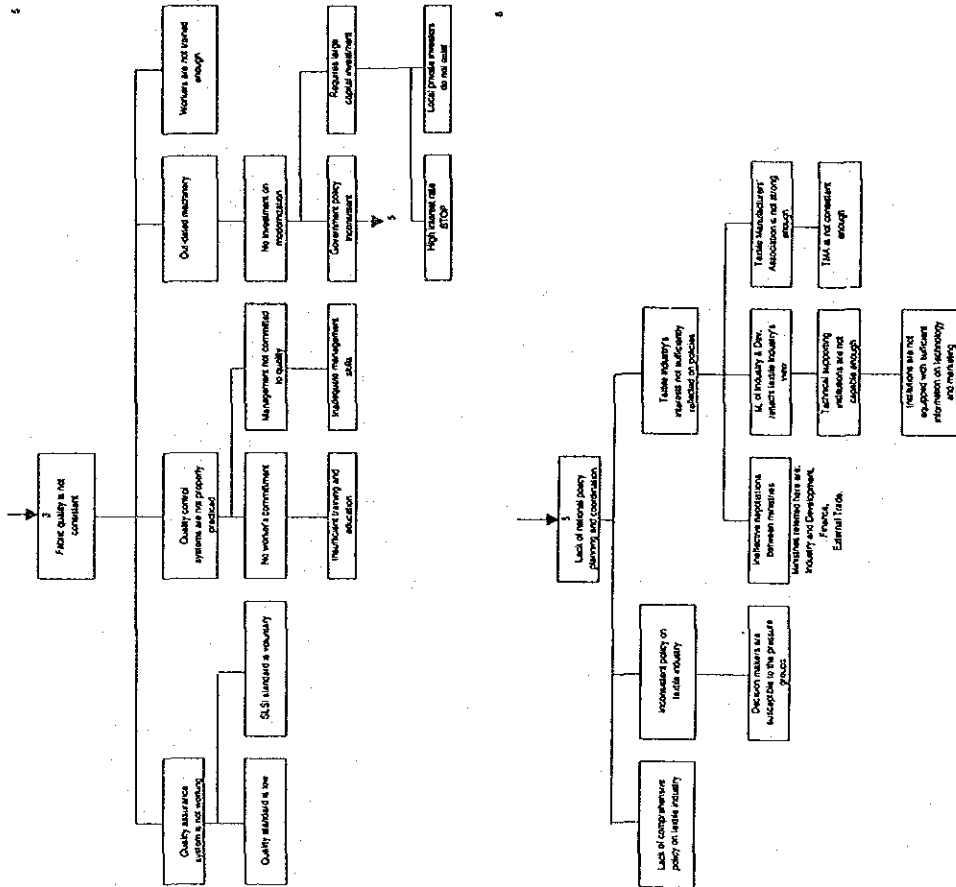 5
3
Fabric quality is not
consistent
Quality assurance
system is not working
Quality control
systems are not properly
practiced
Out-dated machinery
Workers are not trained
enough
Quality standard is low
SLSI standard is voluntary
No worker's commitment
Management not committed
to quality
No investment on
modernization
Insufficient training and
education
Inadequate management
skills
Government policy
inconsistent
Requires large
capital investment
5
High interest rate
STOP
Local private investors
do not exist
6
5
Lack of national policy
planning and coordination
Lack of comprehensive
policy on textile industry
Inconsistent policy on
textile industry
Textile industry's
interests not sufficiently
reflected on policies
Decision makers are
susceptible to the pressure
groups
Ineffective negotiations
between ministries
Ministries referred here are:
Industry and Development,
Finance,
External Trade,
M. of Industry & Dev.
reflects textile industry's
view
Textile Manufacturers'
Association is not strong
enough
Technical supporting
institutions are not
capable enough
TMA is not consistent
enough
Institutions are not
equipped with sufficient
information on technology
and marketing